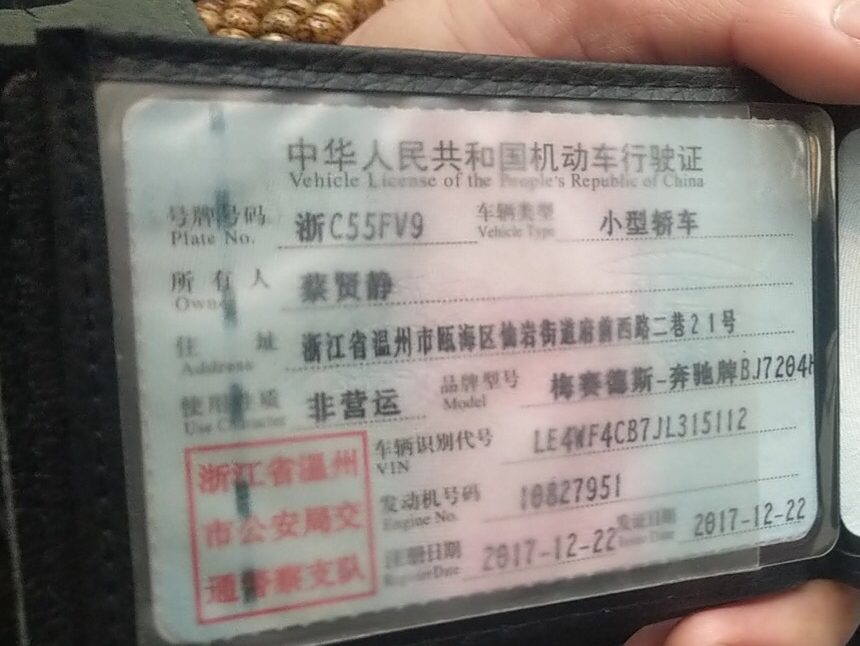 中华人民共和国机动车行驶证
Vehicle License of the People's Republic of China
号牌号码 浙C55FV9 车辆类型 小型轿车
Plate No. Vehicle Type
所有人 蔡贤静
Owner
住址 浙江省温州市瓯海区仙岩街道府前西路二巷21号
Address
使用性质 非营运 品牌型号 梅赛德斯-奔驰牌BJ7204H
Use Character Model
车辆识别代号 LE4WF4CB7JL315112
VIN
发动机号码 10827951
Engine No.
注册日期 2017-12-22 发证日期 2017-12-22
Register Date Issue Date
浙江省温州
市公安局交
通警察支队